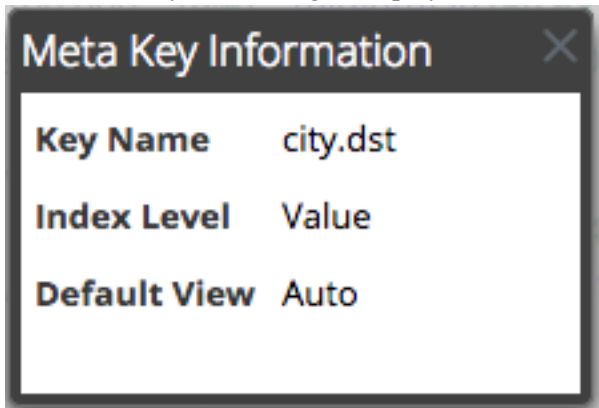 Meta Key Information
Key Name city.dst
Index Level Value
Default View Auto